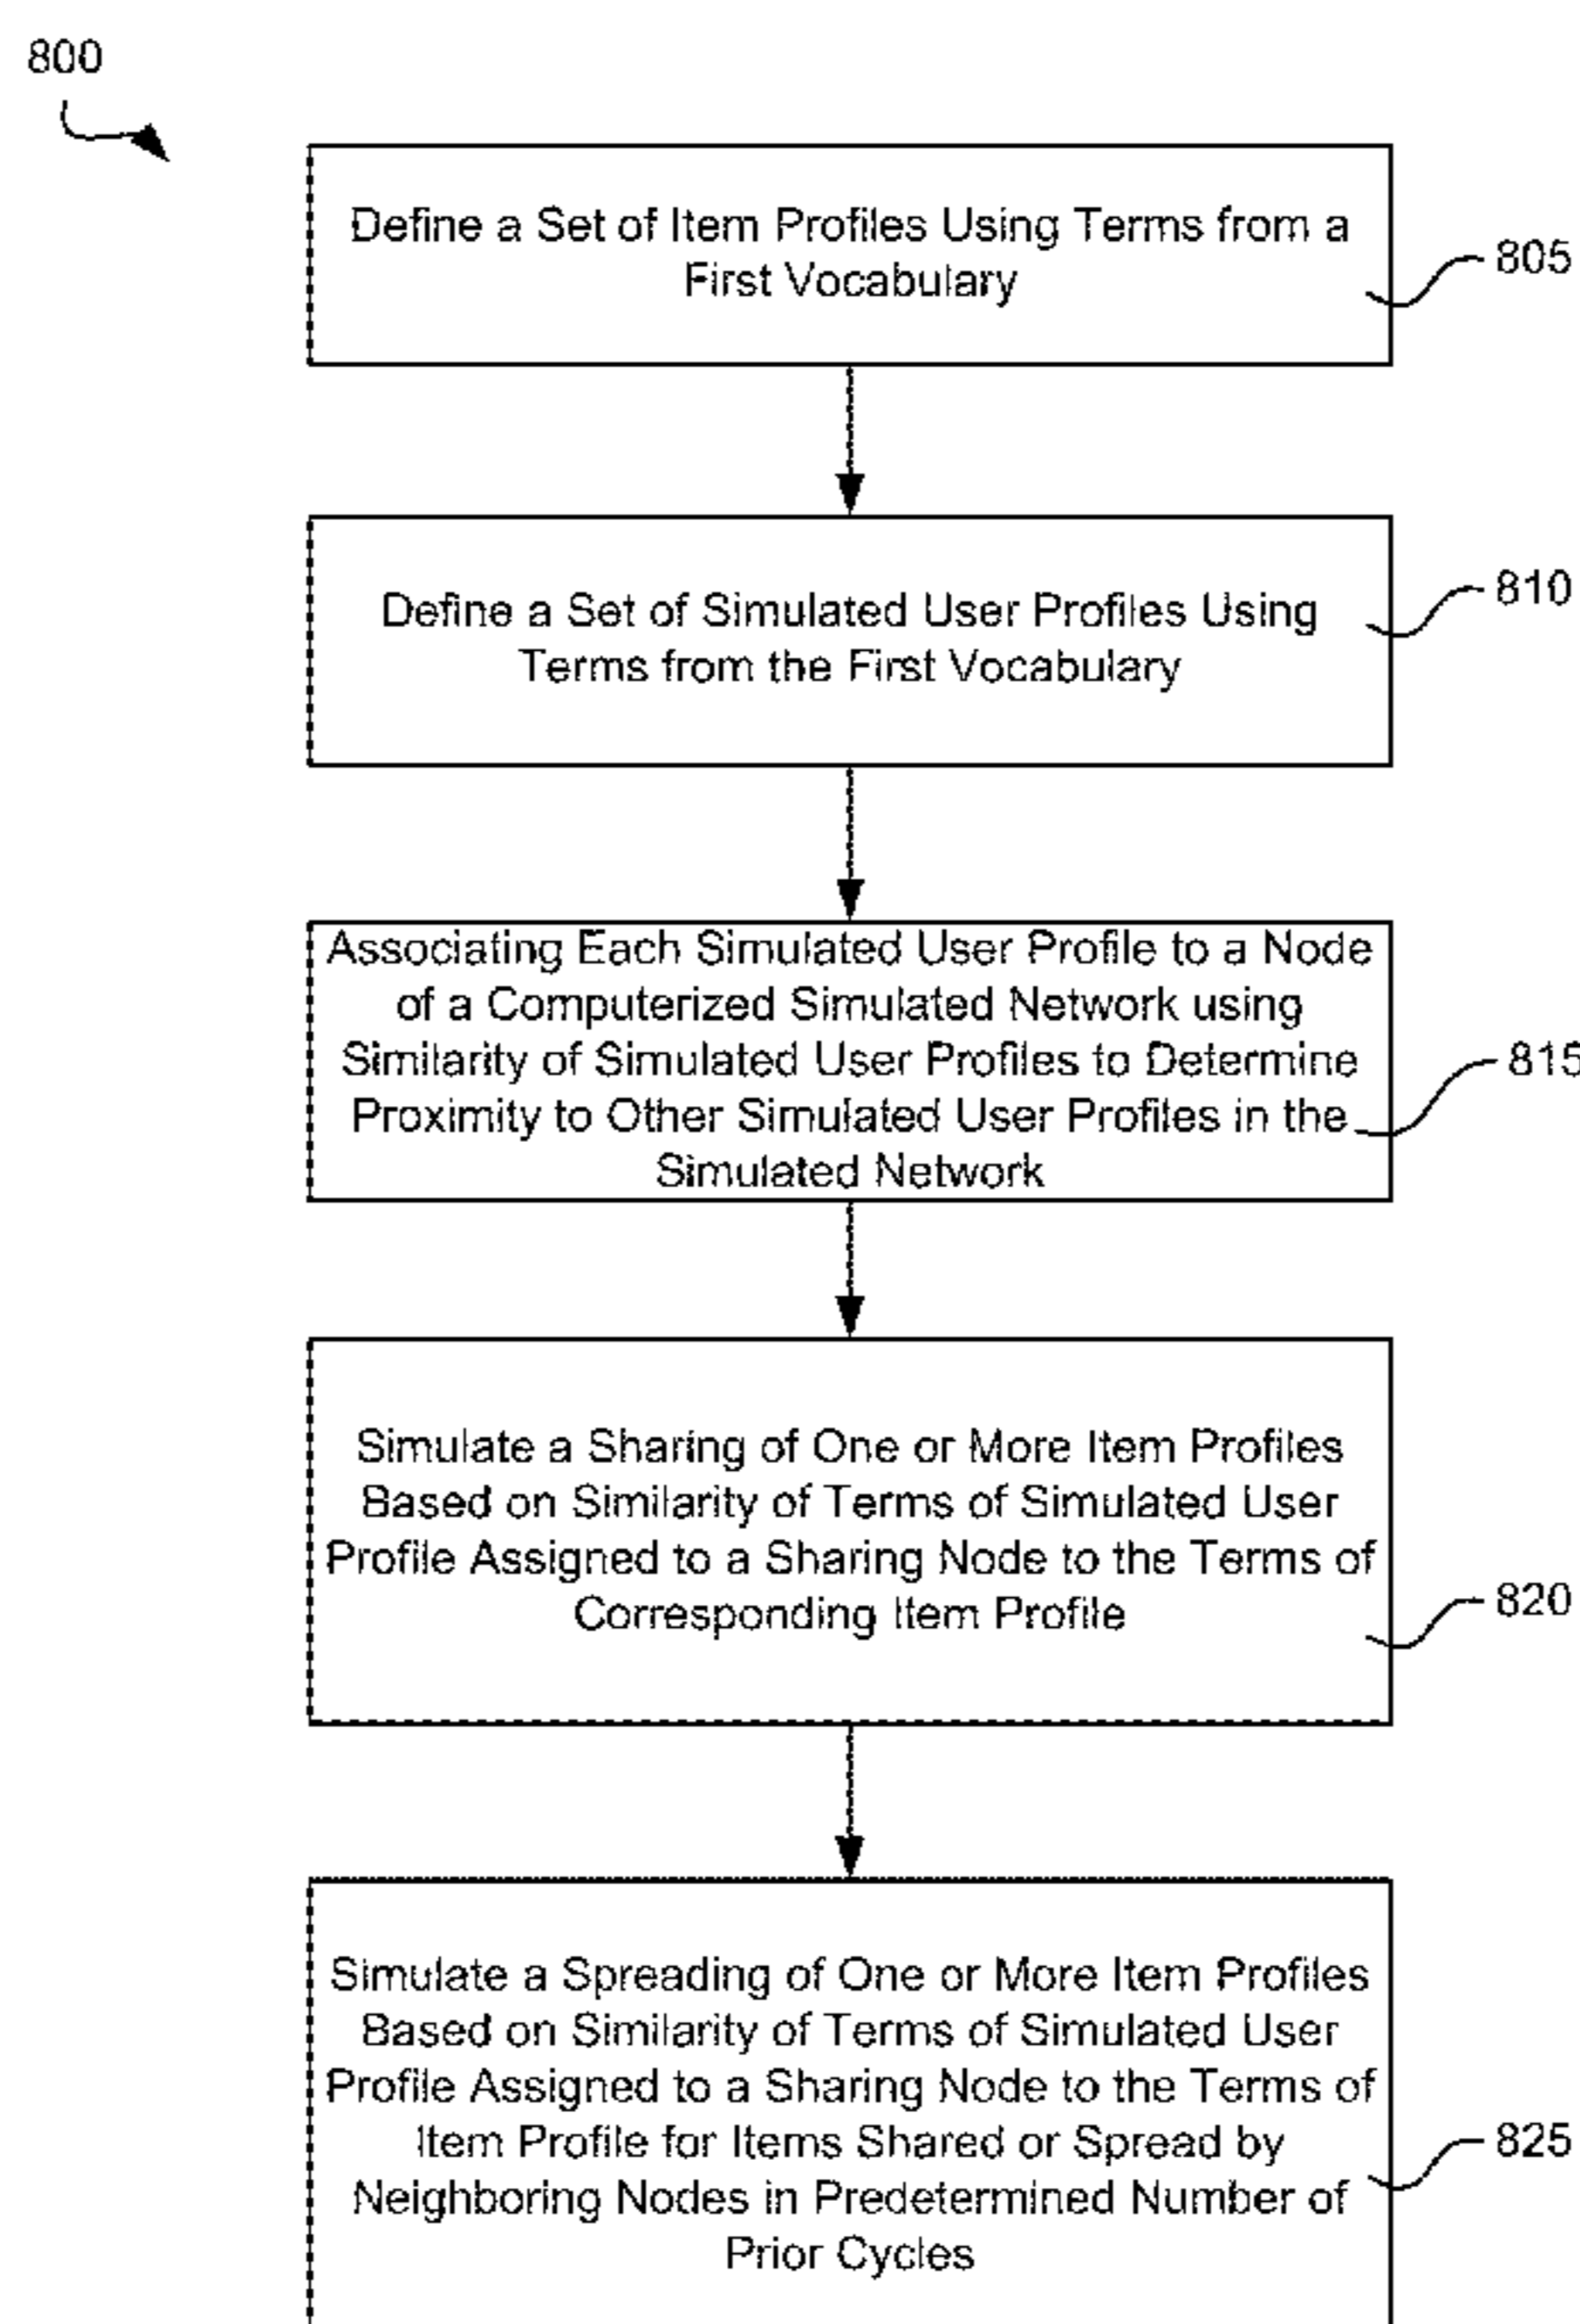 800
Define a Set of Item Profiles Using Terms from a
First Vocabulary
805
Define a Set of Simulated User Profiles Using
Terms from the First Vocabulary
810
Associating Each Simulated User Profile to a Node
of a Computerized Simulated Network using
Similarity of Simulated User Profiles to Determine
Proximity to Other Simulated User Profiles in the
Simulated Network
815
Simulate a Sharing of One or More Item Profiles
Based on Similarity of Terms of Simulated User
Profile Assigned to a Sharing Node to the Terms of
Corresponding Item Profile
820
Simulate a Spreading of One or More Item Profiles
Based on Similarity of Terms of Simulated User
Profile Assigned to a Sharing Node to the Terms of
Item Profile for Items Shared or Spread by
Neighboring Nodes in Predetermined Number of
Prior Cycles
825